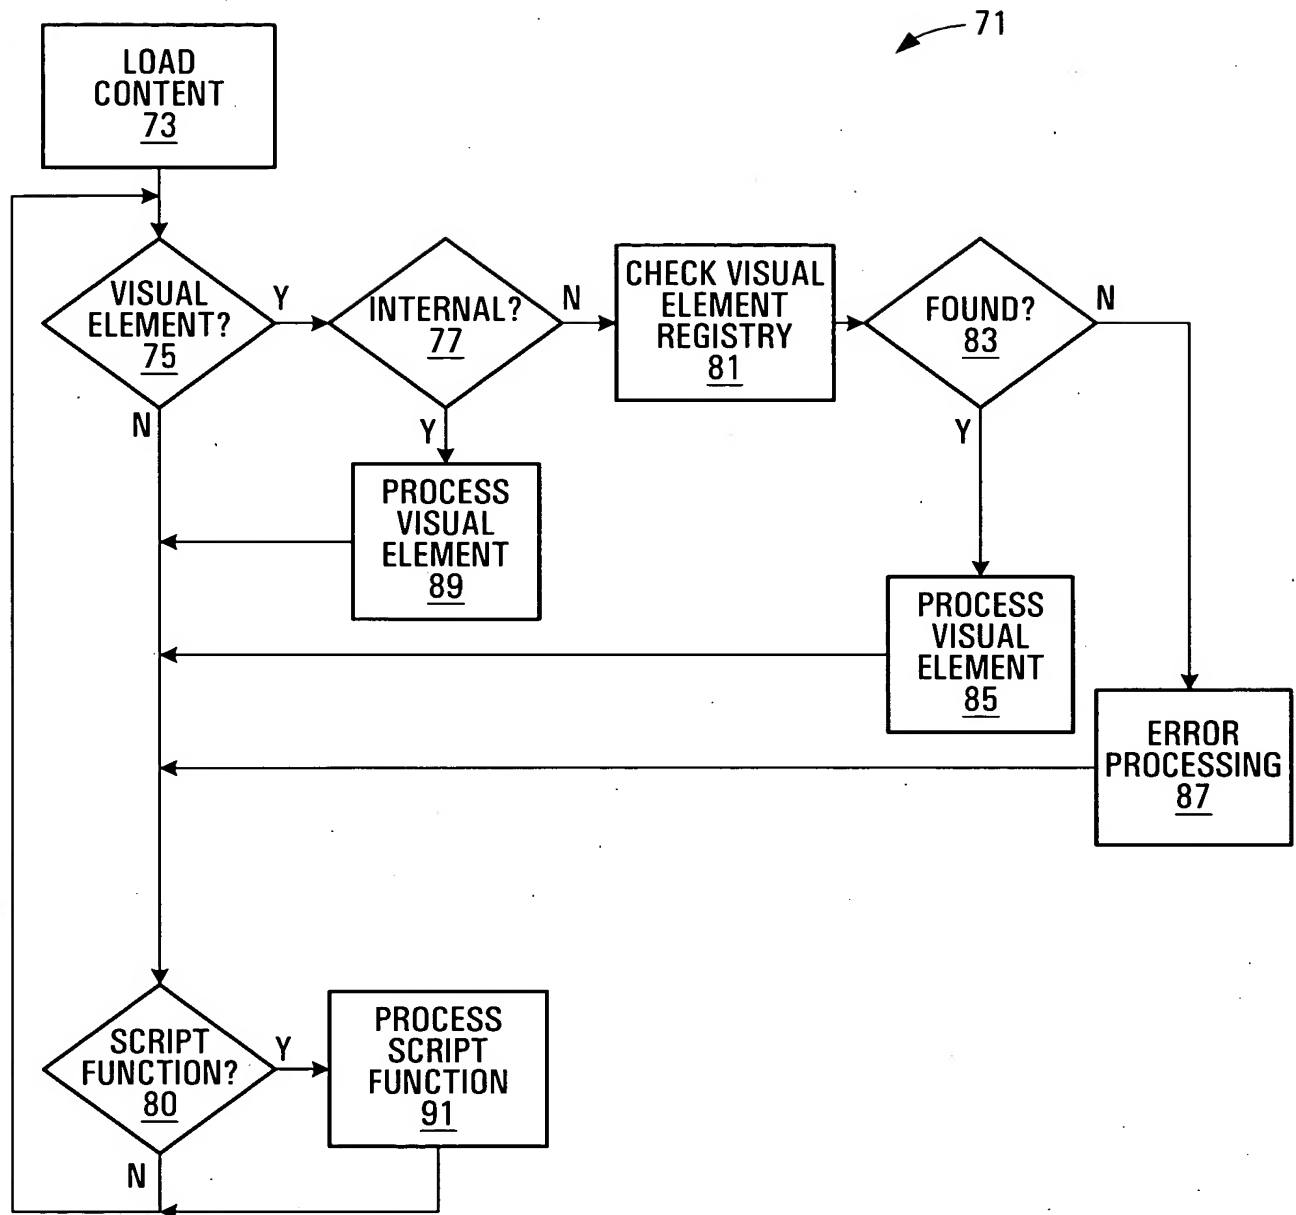 71
LOAD
CONTENT
73
VISUAL
ELEMENT?
75
Y
N
INTERNAL?
77
N
Y
CHECK VISUAL
ELEMENT
REGISTRY
81
FOUND?
83
N
Y
PROCESS
VISUAL
ELEMENT
89
PROCESS
VISUAL
ELEMENT
85
ERROR
PROCESSING
87
SCRIPT
FUNCTION?
80
Y
N
PROCESS
SCRIPT
FUNCTION
91